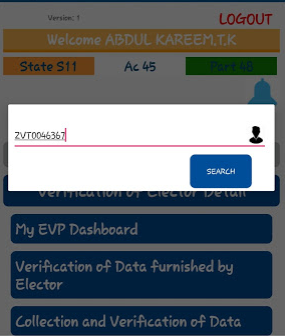 Version: 1
LOGOUT
Welcome ABDUL KAREEM.T.K
State S11
Ac 45
Part 48
ZVT0046367
SEARCH
Verification of Elector Detail
My EVP Dashboard
Verification of Data furnished by
Elector
Collection and Verification of Data